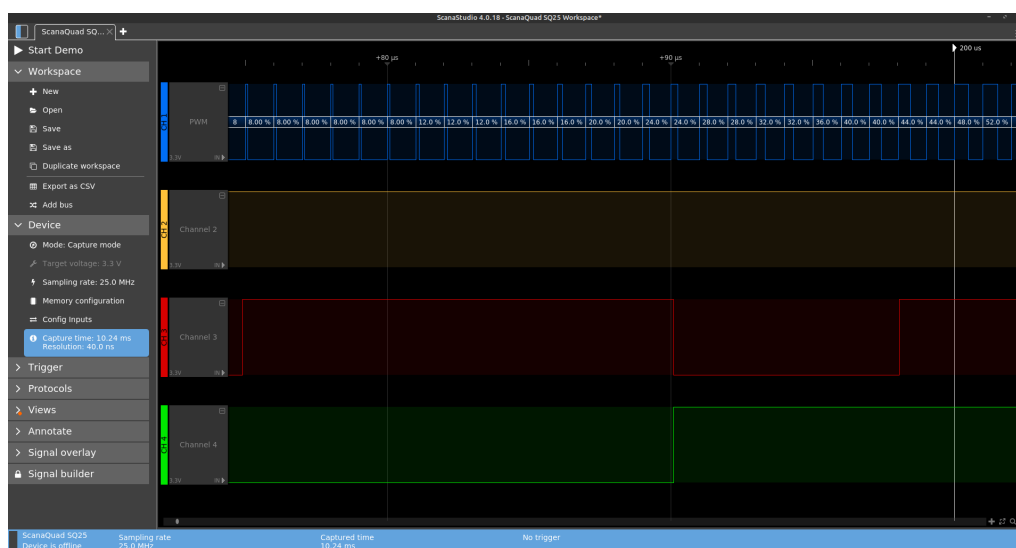 ScanaStudio 4.0.18 - ScanaQuad SQ25 Workspace*
ScanaQuad SQ...
Start Demo
Workspace
New
Open
Save
Save as
Duplicate workspace
Export as CSV
Add bus
Device
Mode: Capture mode
Target voltage: 3.3 V
Sampling rate: 25.0 MHz
Memory configuration
Config Inputs
Capture time: 10.24 ms
Resolution: 40.0 ns
Trigger
Protocols
Views
Annotate
Signal overlay
Signal builder
+80 µs
+90 µs
200 us
CH 1
PWM
3.3V
IN
8 8.00 % 8.00 % 8.00 % 8.00 % 8.00 % 8.00 % 12.0 % 12.0 % 12.0 % 16.0 % 16.0 % 16.0 % 20.0 % 20.0 % 24.0 % 24.0 % 28.0 % 28.0 % 32.0 % 32.0 % 36.0 % 40.0 % 40.0 % 44.0 % 44.0 % 48.0 % 52.0 %
CH 2
Channel 2
3.3V
IN
CH 3
Channel 3
3.3V
IN
CH 4
Channel 4
3.3V
IN
ScanaQuad SQ25
Device is offline
Sampling rate
25.0 MHz
Captured time
10.24 ms
No trigger